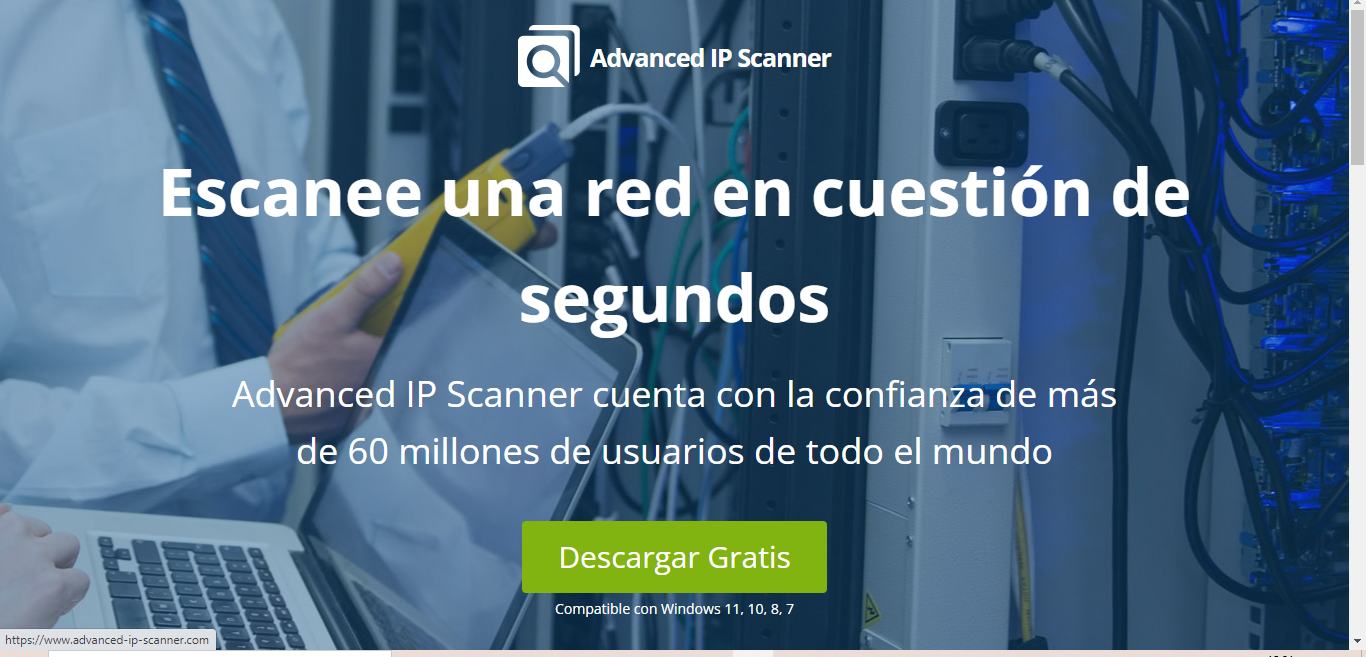 Advanced IP Scanner
Escanee una red en cuestión de
segundos
Advanced IP Scanner cuenta con la confianza de más
de 60 millones de usuarios de todo el mundo
Descargar Gratis
Compatible con Windows 11, 10, 8, 7
https://www.advanced-ip-scanner.com